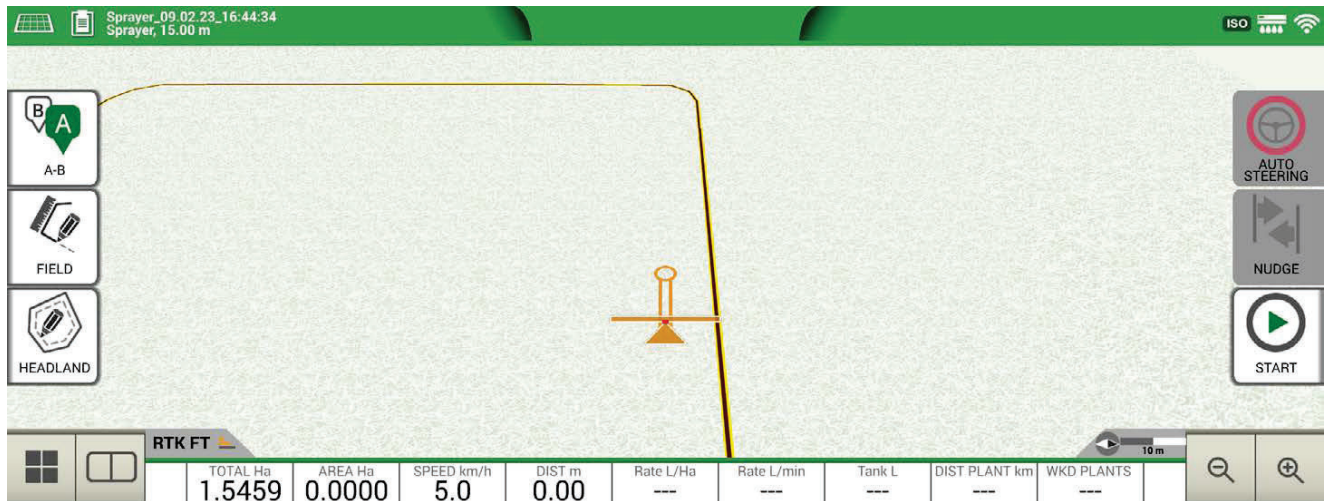 Sprayer_09.02.23_16:44:34
Sprayer, 15.00 m
ISO
B
A
A-B
FIELD
HEADLAND
AUTO
STEERING
NUDGE
START
RTK FT
10 m
TOTAL Ha
1.5459
AREA Ha
0.0000
SPEED km/h
5.0
DIST m
0.00
Rate L/Ha
---
Rate L/min
---
Tank L
---
DIST PLANT km
---
WKD PLANTS
---